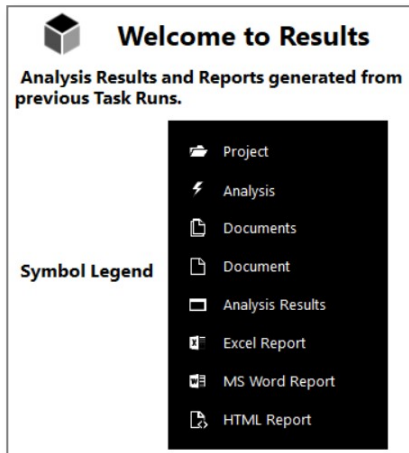 Welcome to Results
Analysis Results and Reports generated from
previous Task Runs.
Symbol Legend
Project
Analysis
Documents
Document
Analysis Results
Excel Report
MS Word Report
HTML Report